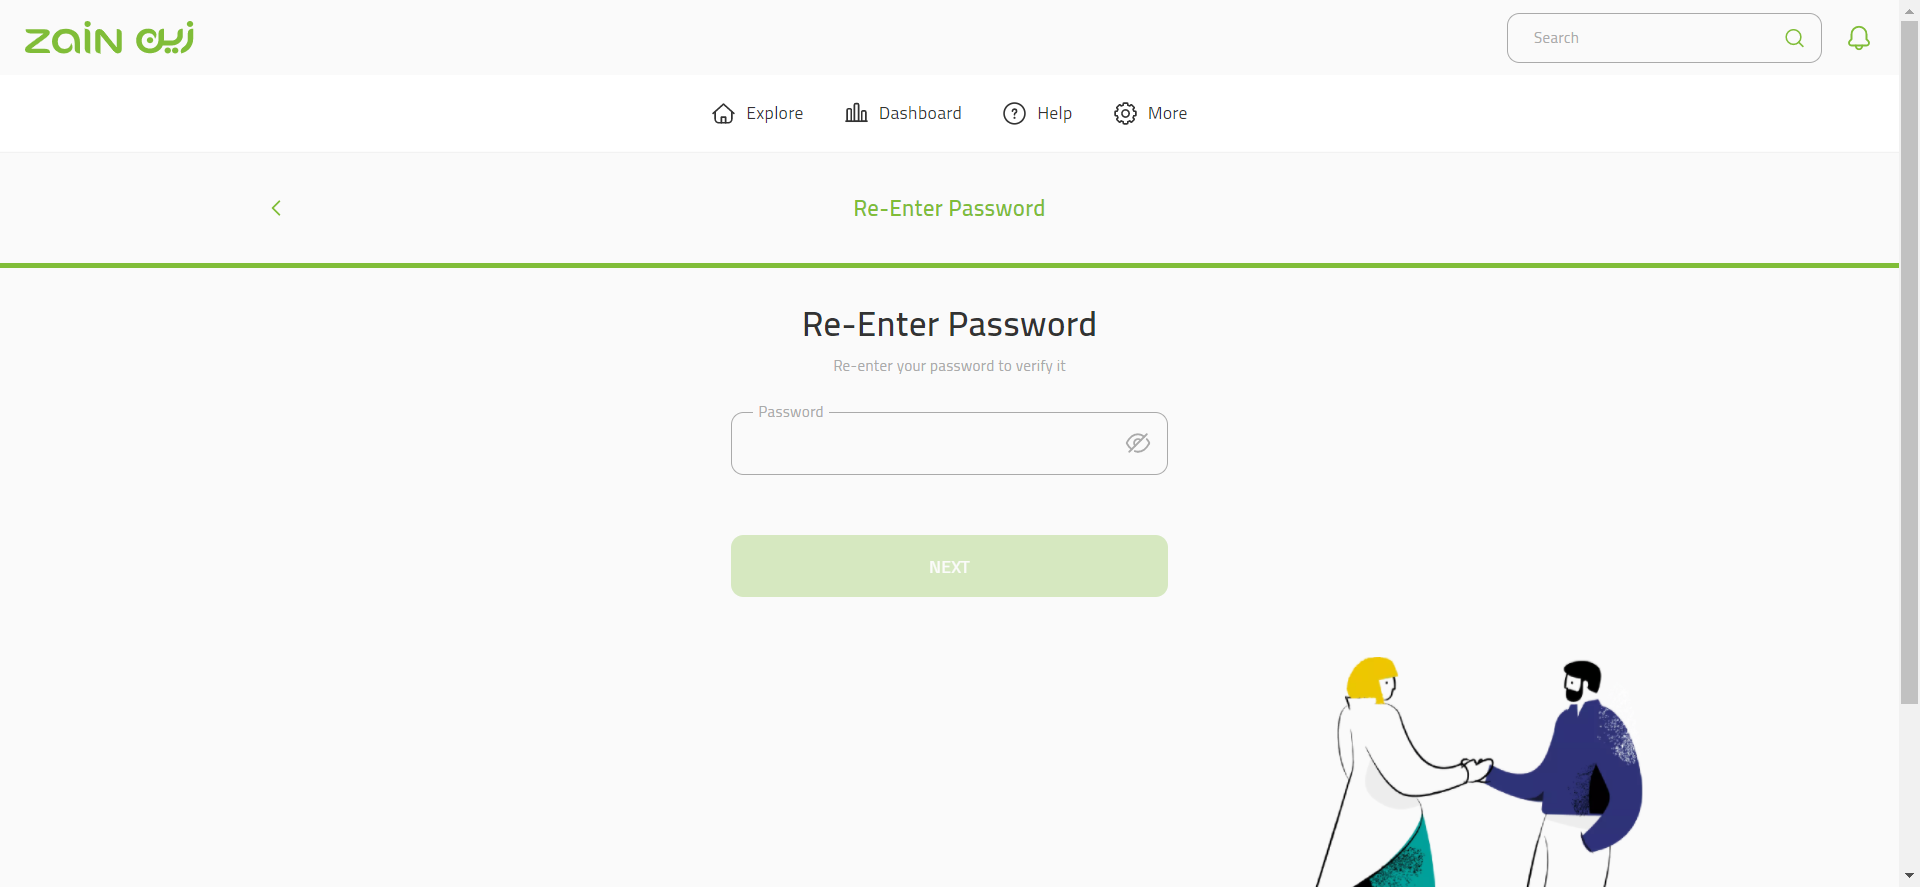 zain زين
Search
Explore
Dashboard
Help
More
Re-Enter Password
Re-Enter Password
Re-enter your password to verify it
Password
NEXT